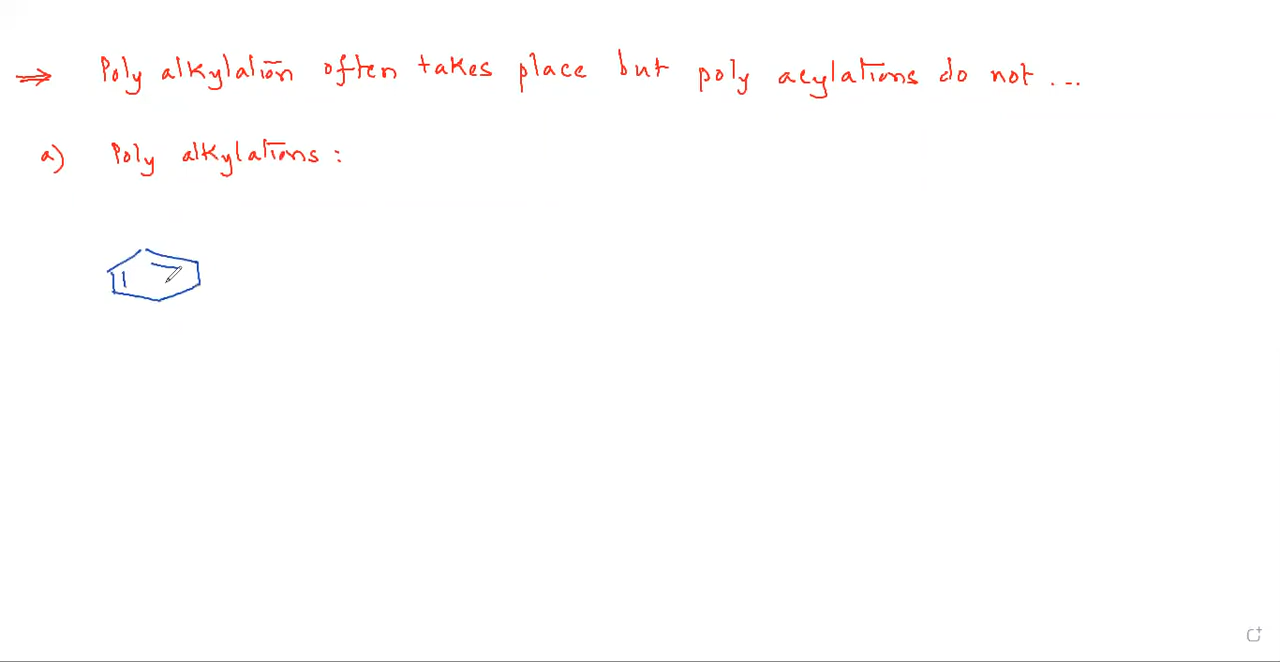 ⇒ Poly alkylation often takes place but poly acylations do not ...
a) Poly alkylations :